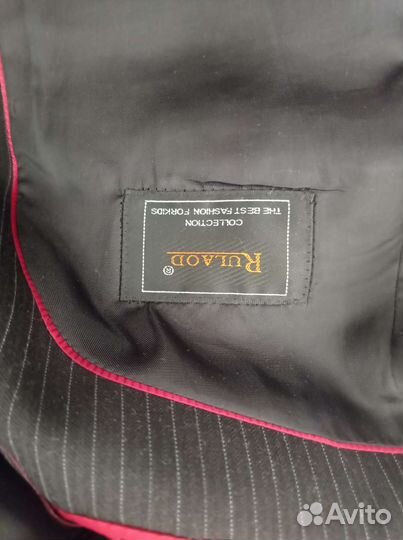 RULAOD ®
COLLECTION
THE BEST FASHION FORKIDS
Avito